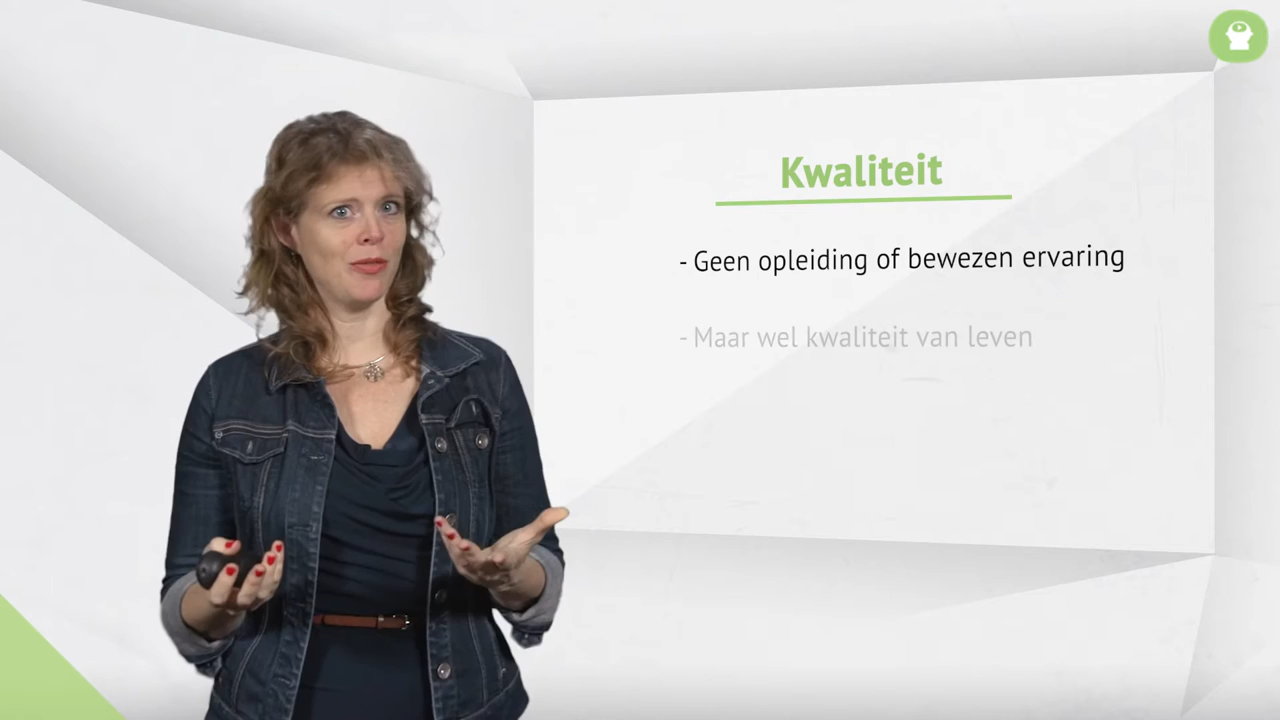 Kwaliteit
- Geen opleiding of bewezen ervaring
- Maar wel kwaliteit van leven